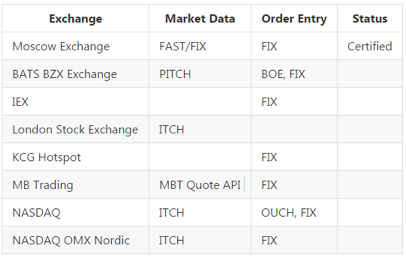 Exchange Market Data Order Entry Status
Moscow Exchange FAST/FIX FIX Certified
BATS BZX Exchange PITCH BOE, FIX
IEX FIX
London Stock Exchange ITCH
KCG Hotspot FIX
MB Trading MBT Quote API FIX
NASDAQ ITCH OUCH, FIX
NASDAQ OMX Nordic ITCH FIX